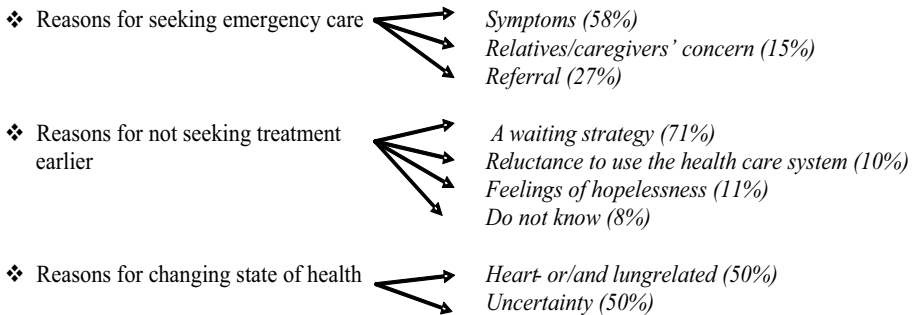 ❖ Reasons for seeking emergency care
Symptoms (58%)
Relatives/caregivers’ concern (15%)
Referral (27%)
❖ Reasons for not seeking treatment
earlier
A waiting strategy (71%)
Reluctance to use the health care system (10%)
Feelings of hopelessness (11%)
Do not know (8%)
❖ Reasons for changing state of health
Heart- or/and lungrelated (50%)
Uncertainty (50%)